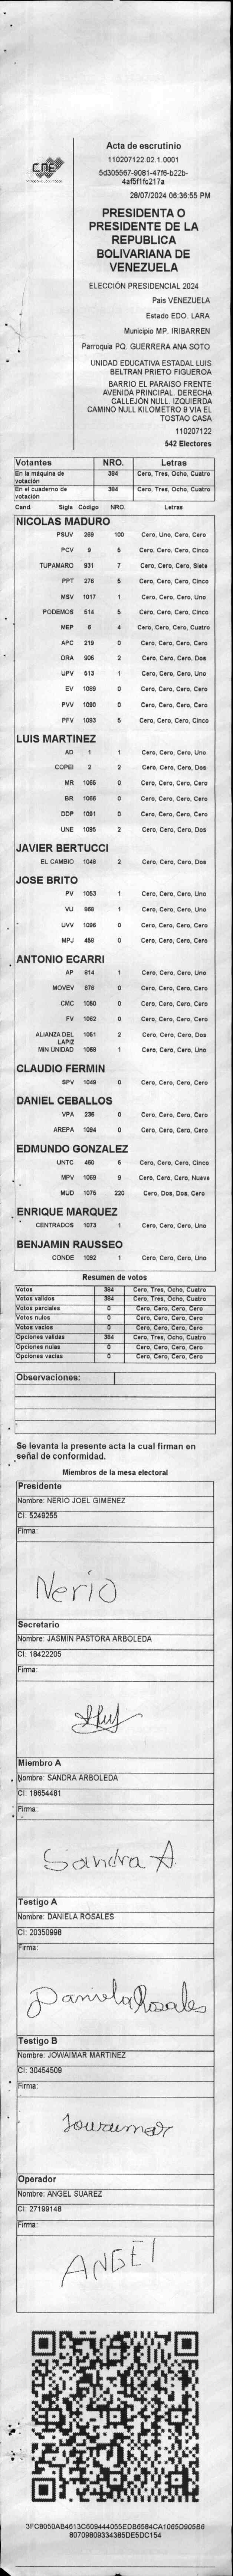 CNE
Acta de escrutinio
110207122.02.1.0001
5d305567-9081-47f6-b22b-
4af5f1fc217a
28/07/2024 06:36:55 PM
PRESIDENTA O
PRESIDENTE DE LA
REPUBLICA
BOLIVARIANA DE
VENEZUELA
ELECCIÓN PRESIDENCIAL 2024
Pais VENEZUELA
Estado EDO. LARA
Municipio MP. IRIBARREN
Parroquia PQ. GUERRERA ANA SOTO
UNIDAD EDUCATIVA ESTADAL LUIS
BELTRAN PRIETO FIGUEROA
BARRIO EL PARAISO FRENTE
AVENIDA PRINCIPAL. DERECHA
CALLEJÓN NULL. IZQUIERDA
CAMINO NULL KILOMETRO 9 VIA EL
TOSTAO CASA
110207122
542 Electores
Votantes NRO. Letras
En la máquina de votación 384 Cero, Tres, Ocho, Cuatro
En el cuaderno de votación 384 Cero, Tres, Ocho, Cuatro
Cand. Sigla Código NRO. Letras
NICOLAS MADURO
PSUV 269 100 Cero, Uno, Cero, Cero
PCV 9 5 Cero, Cero, Cero, Cinco
TUPAMARO 931 7 Cero, Cero, Cero, Siete
PPT 276 5 Cero, Cero, Cero, Cinco
MSV 1017 1 Cero, Cero, Cero, Uno
PODEMOS 514 5 Cero, Cero, Cero, Cinco
MEP 6 4 Cero, Cero, Cero, Cuatro
APC 219 0 Cero, Cero, Cero, Cero
ORA 906 2 Cero, Cero, Cero, Dos
UPV 513 1 Cero, Cero, Cero, Uno
EV 1089 0 Cero, Cero, Cero, Cero
PVV 1090 0 Cero, Cero, Cero, Cero
PFV 1093 5 Cero, Cero, Cero, Cinco
LUIS MARTINEZ
AD 1 1 Cero, Cero, Cero, Uno
COPEI 2 2 Cero, Cero, Cero, Dos
MR 1065 0 Cero, Cero, Cero, Cero
BR 1066 0 Cero, Cero, Cero, Cero
DDP 1091 0 Cero, Cero, Cero, Cero
UNE 1095 2 Cero, Cero, Cero, Dos
JAVIER BERTUCCI
EL CAMBIO 1048 2 Cero, Cero, Cero, Dos
JOSE BRITO
PV 1053 1 Cero, Cero, Cero, Uno
VU 868 1 Cero, Cero, Cero, Uno
UVV 1096 0 Cero, Cero, Cero, Cero
MPJ 458 0 Cero, Cero, Cero, Cero
ANTONIO ECARRI
AP 814 1 Cero, Cero, Cero, Uno
MOVEV 878 0 Cero, Cero, Cero, Cero
CMC 1050 0 Cero, Cero, Cero, Cero
FV 1062 0 Cero, Cero, Cero, Cero
ALIANZA DEL LAPIZ 1051 2 Cero, Cero, Cero, Dos
MIN UNIDAD 1068 1 Cero, Cero, Cero, Uno
CLAUDIO FERMIN
SPV 1049 0 Cero, Cero, Cero, Cero
DANIEL CEBALLOS
VPA 236 0 Cero, Cero, Cero, Cero
AREPA 1094 0 Cero, Cero, Cero, Cero
EDMUNDO GONZALEZ
UNTC 460 5 Cero, Cero, Cero, Cinco
MPV 1069 9 Cero, Cero, Cero, Nueve
MUD 1075 220 Cero, Dos, Dos, Cero
ENRIQUE MARQUEZ
CENTRADOS 1073 1 Cero, Cero, Cero, Uno
BENJAMIN RAUSSEO
CONDE 1092 1 Cero, Cero, Cero, Uno
Resumen de votos
Votos 384 Cero, Tres, Ocho, Cuatro
Votos validos 384 Cero, Tres, Ocho, Cuatro
Votos parciales 0 Cero, Cero, Cero, Cero
Votos nulos 0 Cero, Cero, Cero, Cero
Votos vacios 0 Cero, Cero, Cero, Cero
Opciones validas 384 Cero, Tres, Ocho, Cuatro
Opciones nulas 0 Cero, Cero, Cero, Cero
Opciones vacías 0 Cero, Cero, Cero, Cero
Observaciones:
Se levanta la presente acta la cual firman en
señal de conformidad.
Miembros de la mesa electoral
Presidente
Nombre: NERIO JOEL GIMENEZ
CI: 5249255
Firma:
Nerio
Secretario
Nombre: JASMIN PASTORA ARBOLEDA
CI: 18422205
Firma:
Miembro A
Nombre: SANDRA ARBOLEDA
CI: 18654481
Firma:
Sandra A.
Testigo A
Nombre: DANIELA ROSALES
CI: 20350998
Firma:
Daniela Rosales
Testigo B
Nombre: JOWAIMAR MARTINEZ
CI: 30454509
Firma:
Jowaimar
Operador
Nombre: ANGEL SUAREZ
CI: 27199148
Firma:
ANGEl
3FC8050AB4613C609444055EDB6584CA1065D905B6
80709809334385DE5DC154